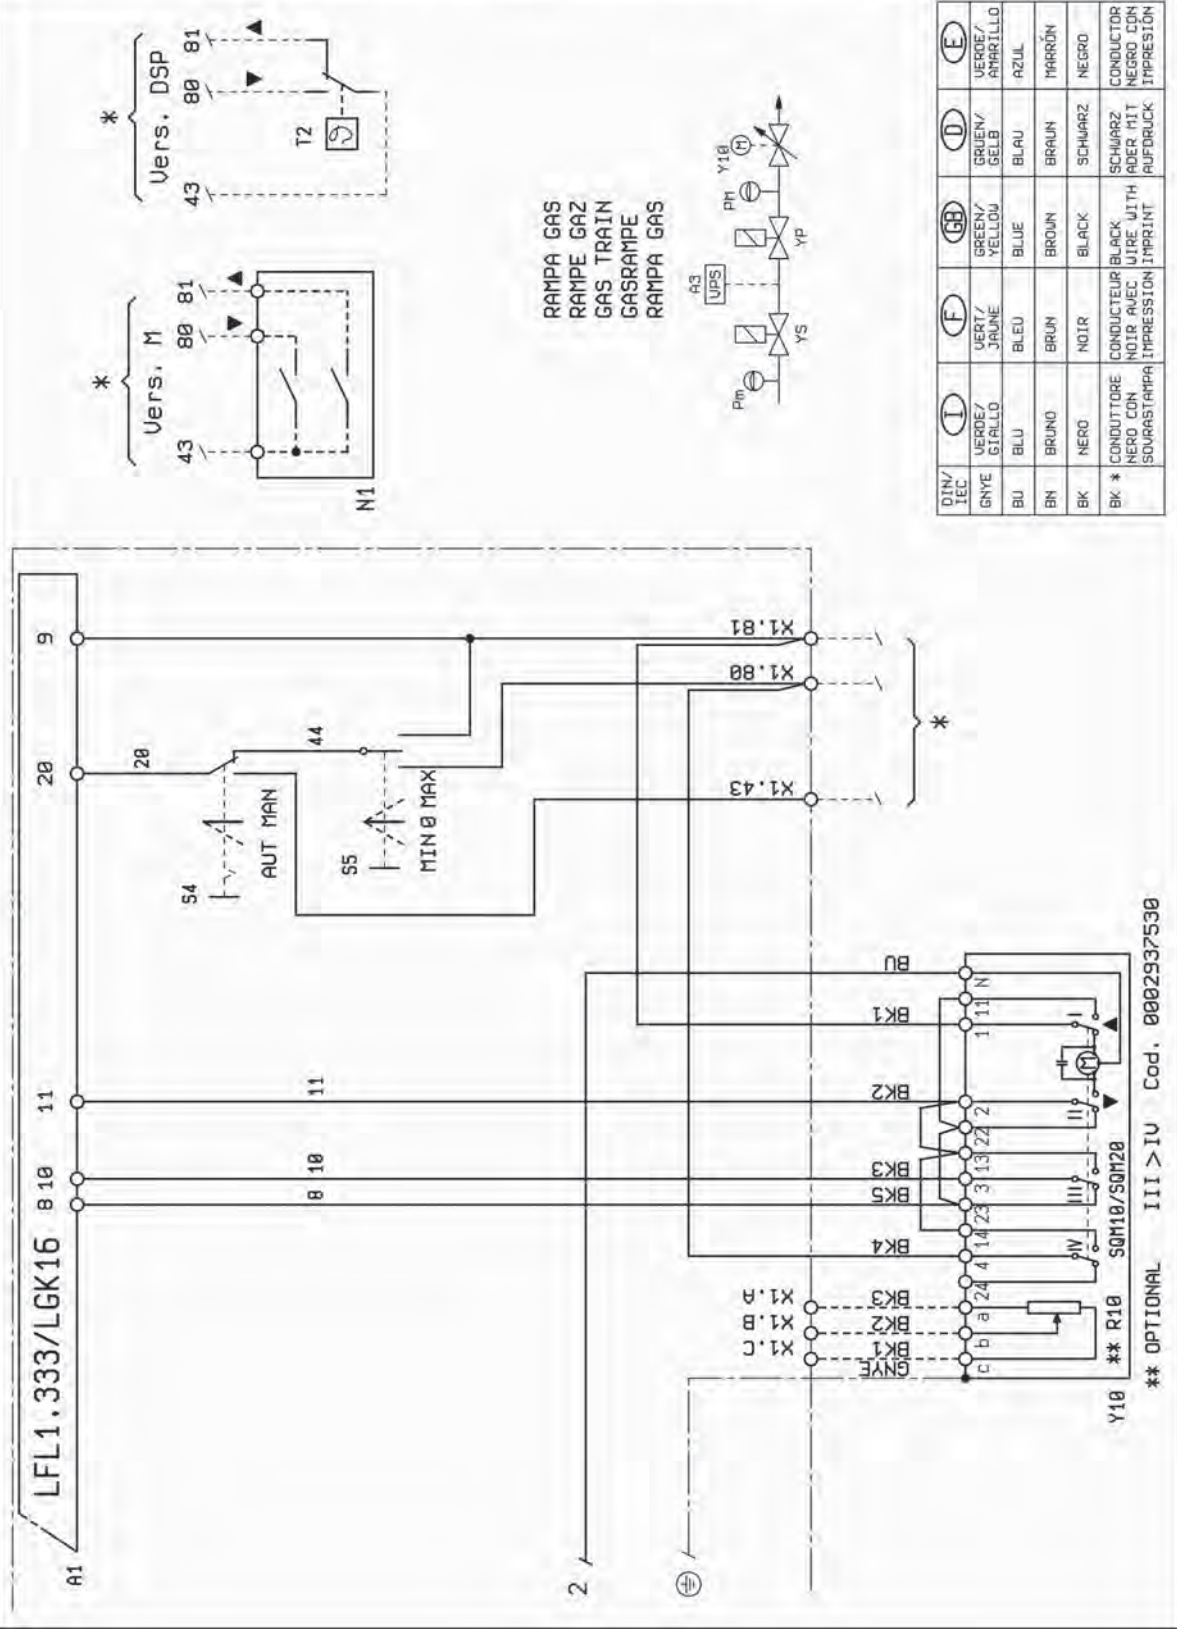 LFL1.333/LGK16
A1
8
10
11
20
9
8
10
11
20
44
S4
AUT MAN
S5
MIN 0 MAX
X1.43
X1.80
X1.81
*
2
X1.C
X1.B
X1.A
GNYE
BK1
BK2
BK3
BK4
BK5
BK3
BK2
BK1
BU
c
b
a
24
4
14
23
3
13
22
2
1
11
N
IV
III
II
I
M
Y10
** R10
SQM10/SQM20
** OPTIONAL
III > IV
Cod. 0002937530
*
Vers. M
43
80
81
N1
*
Vers. DSP
43
80
81
T2
RAMPA GAS
RAMPE GAZ
GAS TRAIN
GASRAMPE
RAMPA GAS
Pm
YS
A3
VPS
YP
PM
Y10
M
DIN/IEC I F GB D E
GNYE VERDE/GIALLO VERT/JAUNE GREEN/YELLOW GRUEN/GELB VERDE/AMARILLO
BU BLU BLEU BLUE BLAU AZUL
BN BRUNO BRUN BROWN BRAUN MARRÓN
BK NERO NOIR BLACK SCHWARZ NEGRO
BK * CONDUTTORE NERO CON SOVRASTAMPA CONDUCTEUR NOIR AVEC IMPRESSION BLACK WIRE WITH IMPRINT SCHWARZ ADER MIT AUFDRUCK CONDUCTOR NEGRO CON IMPRESIÓN